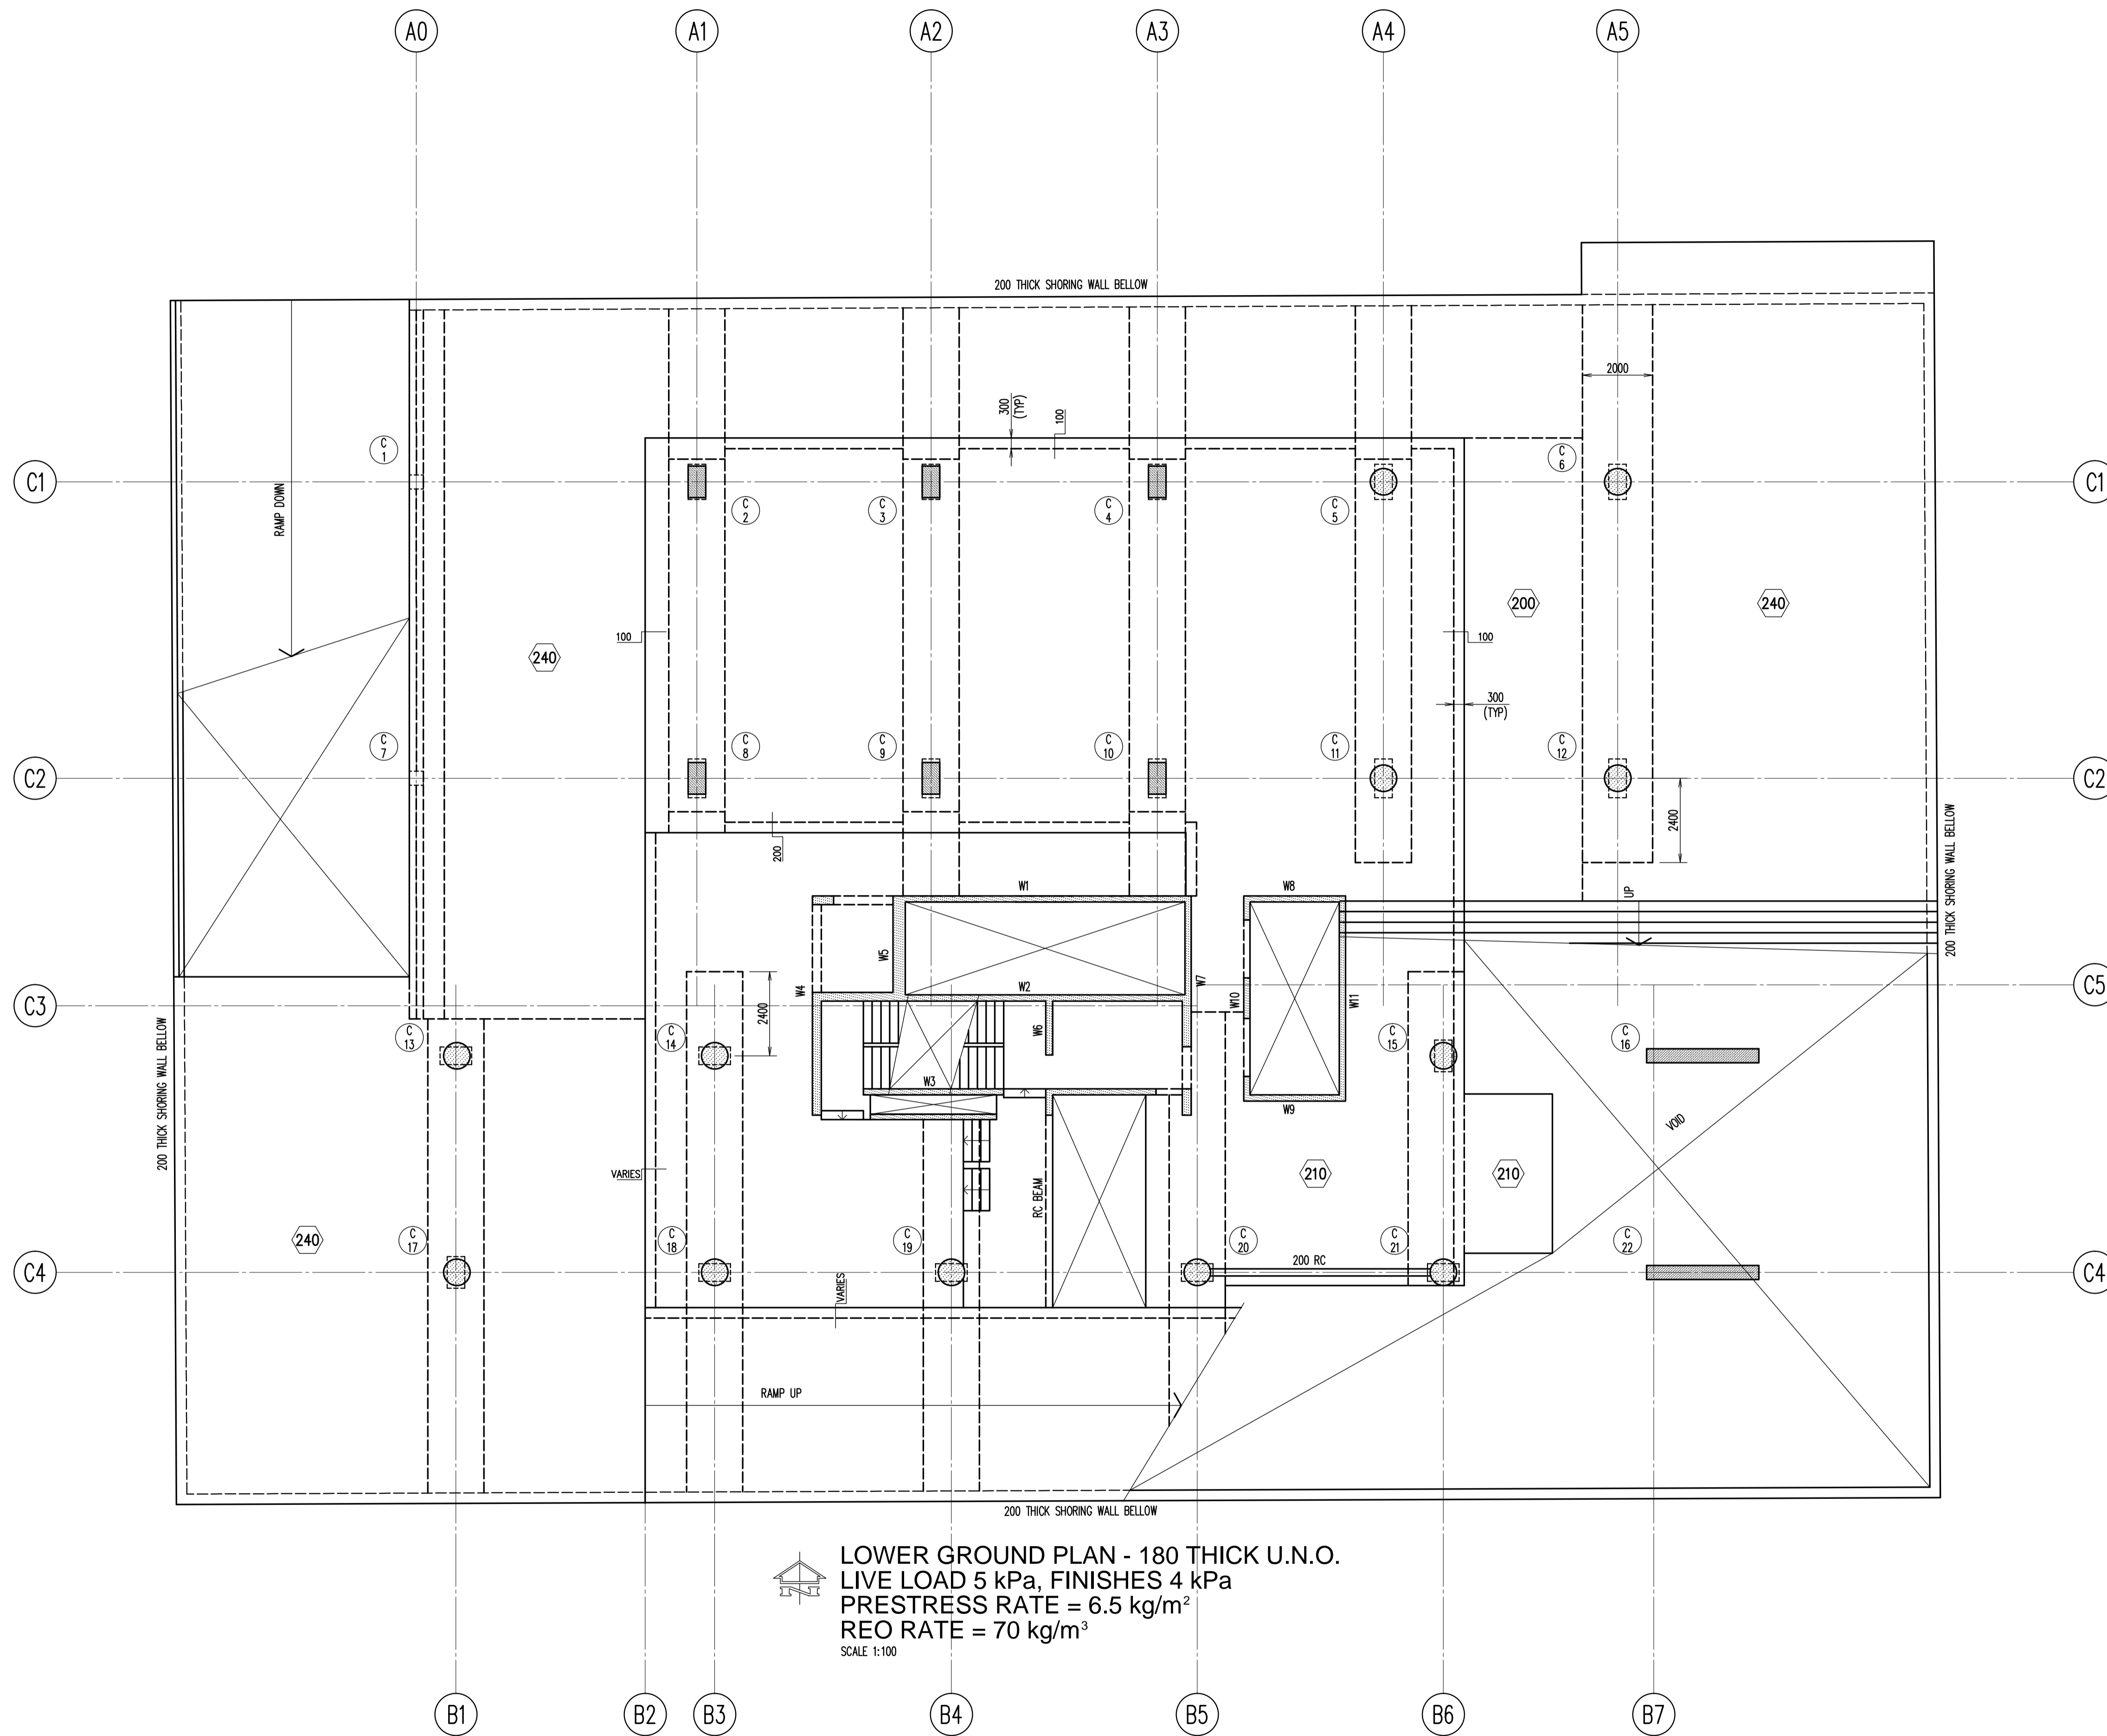 A0 A1 A2 A3 A4 A5
200 THICK SHORING WALL BELLOW
2000
300
(TYP)
100
C
1
C
6
C1 C1
RAMP DOWN
C
2
C
3
C
4
C
5
200
240
100
100
240
300
(TYP)
C
7
C
8
C
9
C
10
C
11
C
12
C2 C2
2400
200
200 THICK SHORING WALL BELLOW
W1
W8
UP
W5
W4
W2
W7
W10
W11
C5
C3
2400
C
13
C
14
W6
C
15
C
16
200 THICK SHORING WALL BELLOW
W3
W9
VOID
VARIES
210
210
RC BEAM
240
C
17
C
18
C
19
C
20
C
21
C
22
200 RC
C4 C4
VARIES
RAMP UP
200 THICK SHORING WALL BELLOW
N
LOWER GROUND PLAN - 180 THICK U.N.O.
LIVE LOAD 5 kPa, FINISHES 4 kPa
PRESTRESS RATE = 6.5 kg/m²
REO RATE = 70 kg/m³
SCALE 1:100
B1 B2 B3 B4 B5 B6 B7